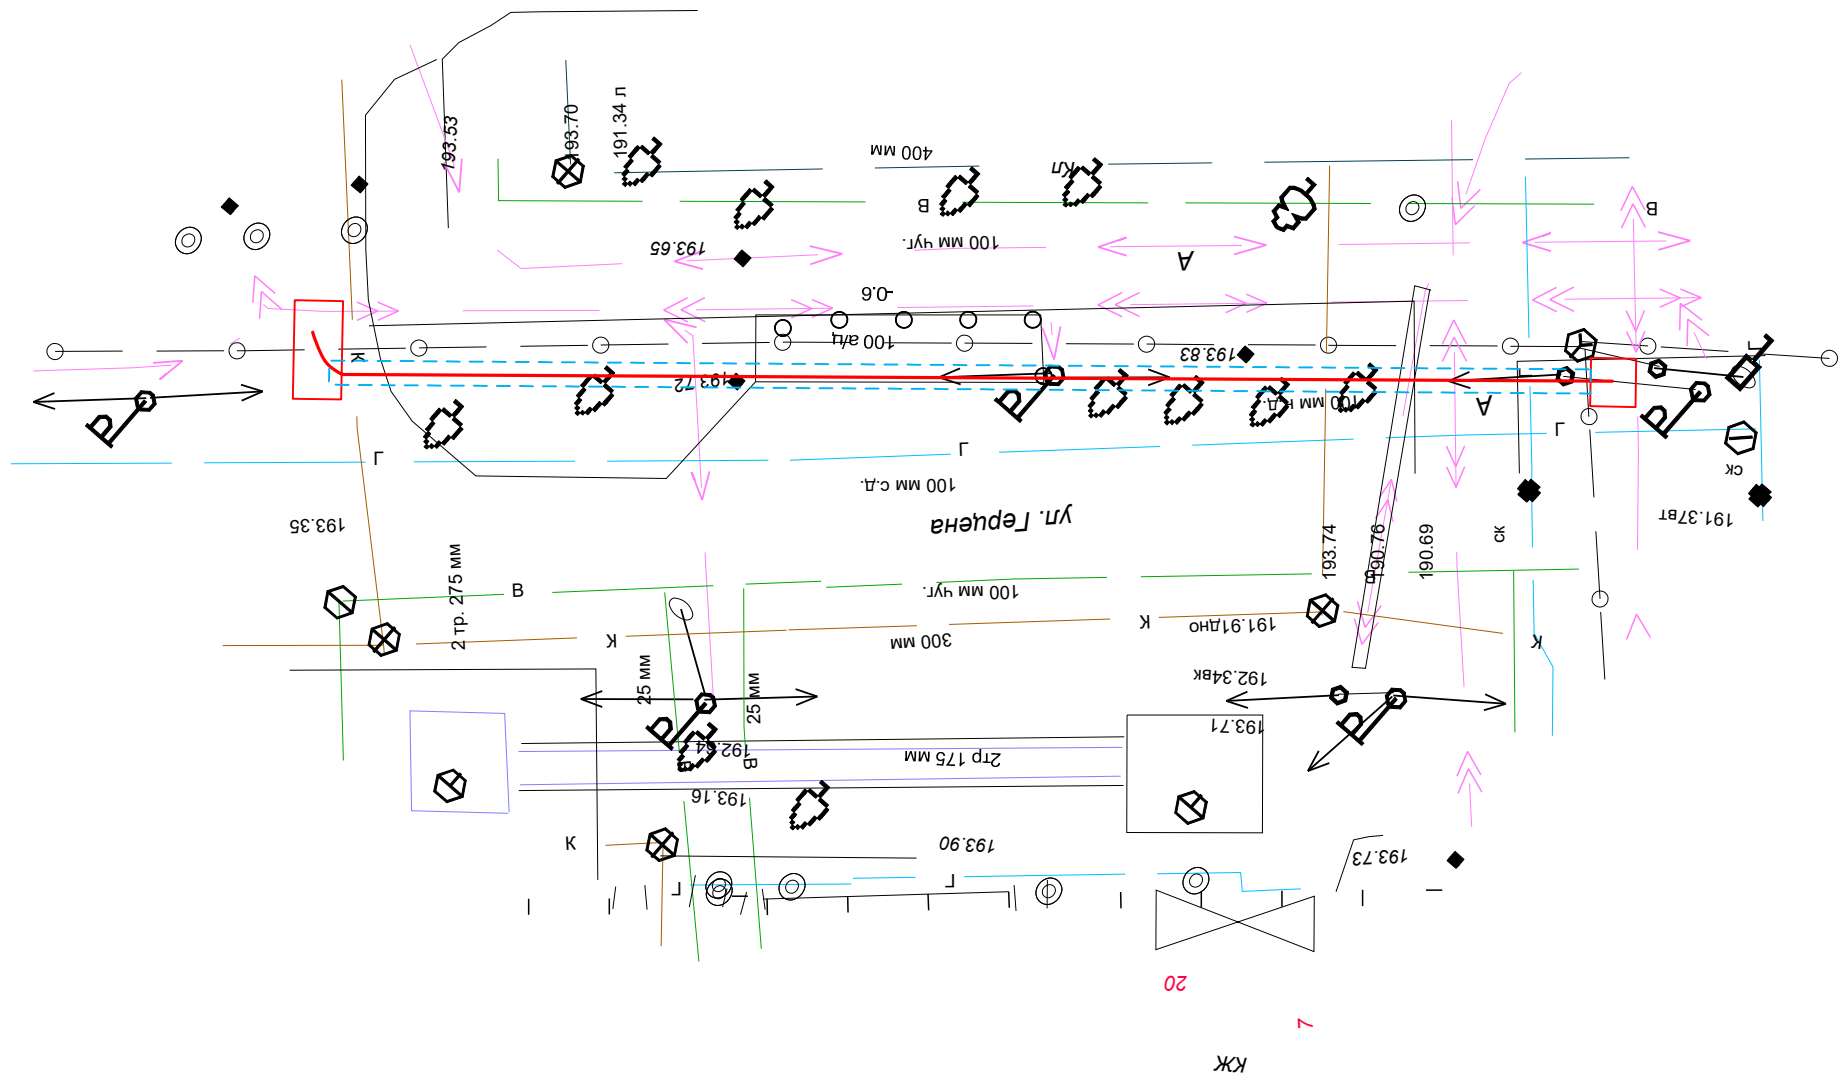 193.53
193.70
191.34 л
400 мм
Кл
В
В
100 мм чуг.
193.65
А
-0.6
100 а/ц
К
193.83
193.72
100 мм н.д.
А
Г
Г
Г
Г
100 мм с.д.
ск
191.37вт
ул. Герцена
193.35
193.74
190.76
190.69
ск
В
2 тр. 275 мм
В
100 мм чуг.
К
300 мм
К
191.91дно
К
25 мм
25 мм
192.34вк
193.71
192.64
В
В
2тр 175 мм
193.16
К
193.90
193.73
Г
Г
20
7
КЖ